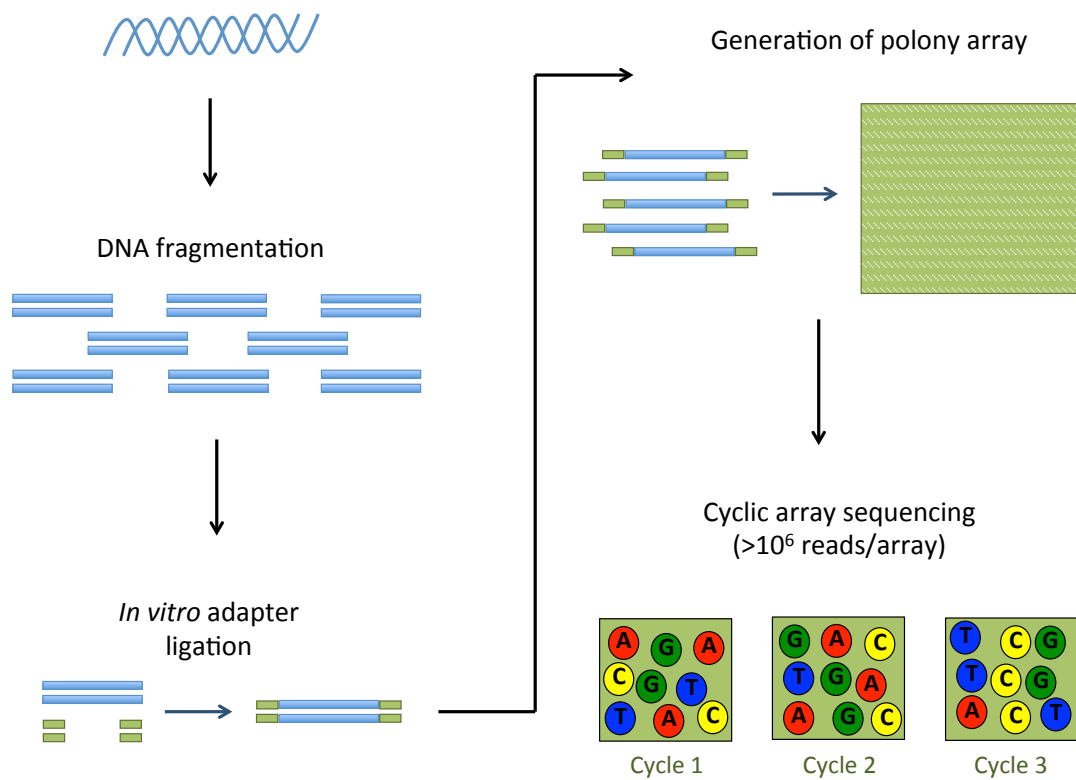 DNA fragmentation
In vitro adapter
ligation
Generation of polony array
Cyclic array sequencing
(>10⁶ reads/array)
A G A
C G T
T A C
Cycle 1
G A C
T G A
A G C
Cycle 2
T C G
T C G
A C T
Cycle 3